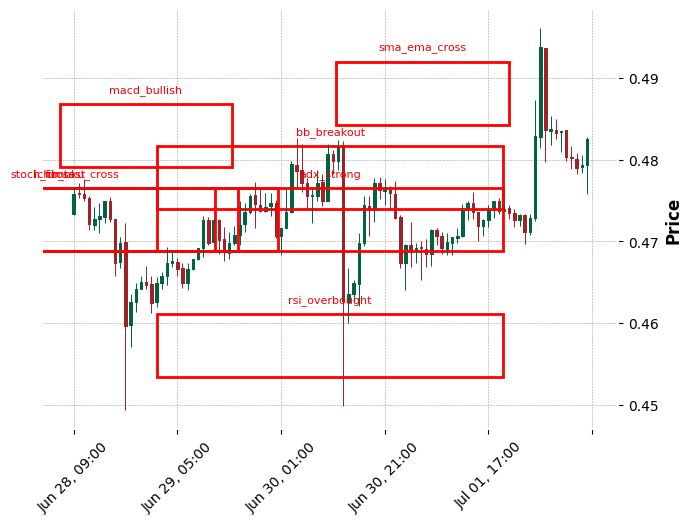 sma_ema_cross
macd_bullish
bb_breakout
adx_strong
rsi_overbought
0.49
0.48
0.47
0.46
0.45
Price
Jun 28, 09:00
Jun 29, 05:00
Jun 30, 01:00
Jun 30, 21:00
Jul 01, 17:00